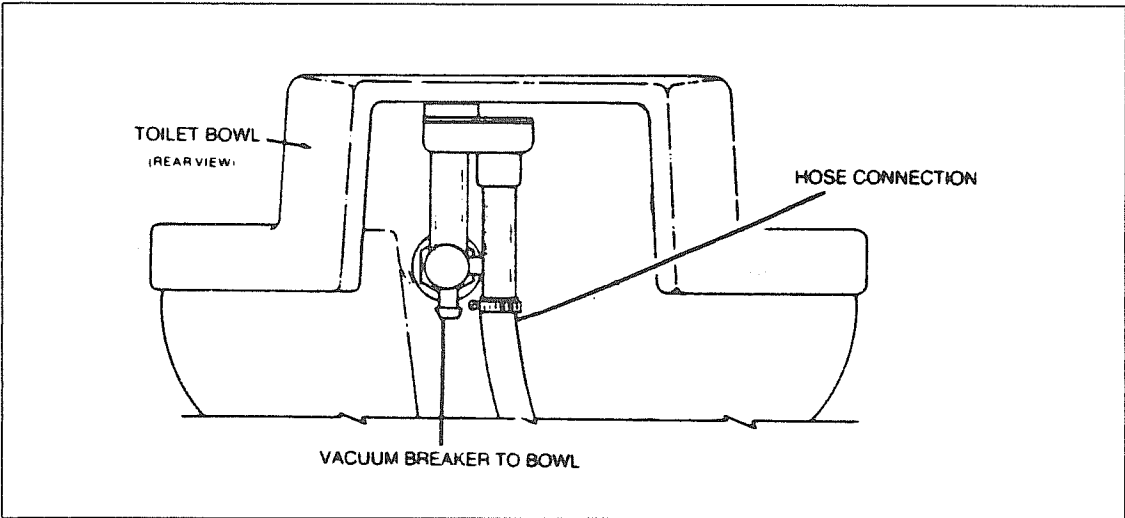 TOILET BOWL
(REAR VIEW)
HOSE CONNECTION
VACUUM BREAKER TO BOWL